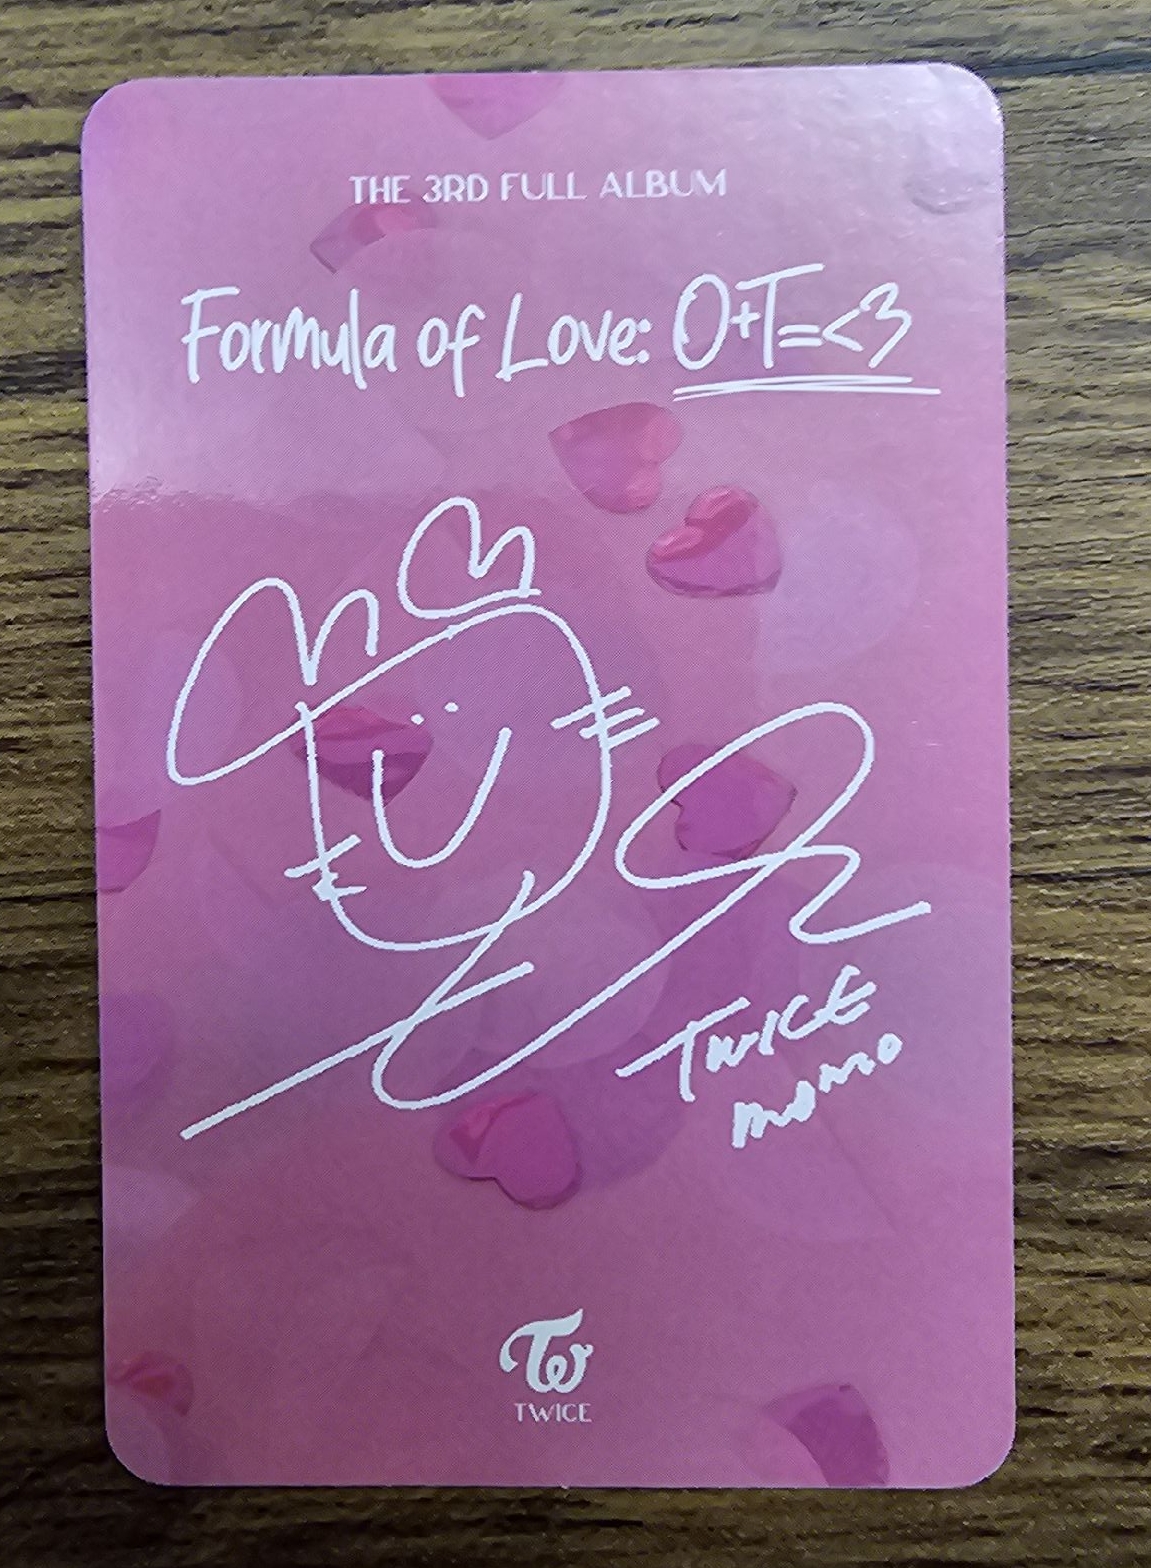 THE 3RD FULL ALBUM
Formula of Love: O+T=<3
TWICE
MOMO
TWICE